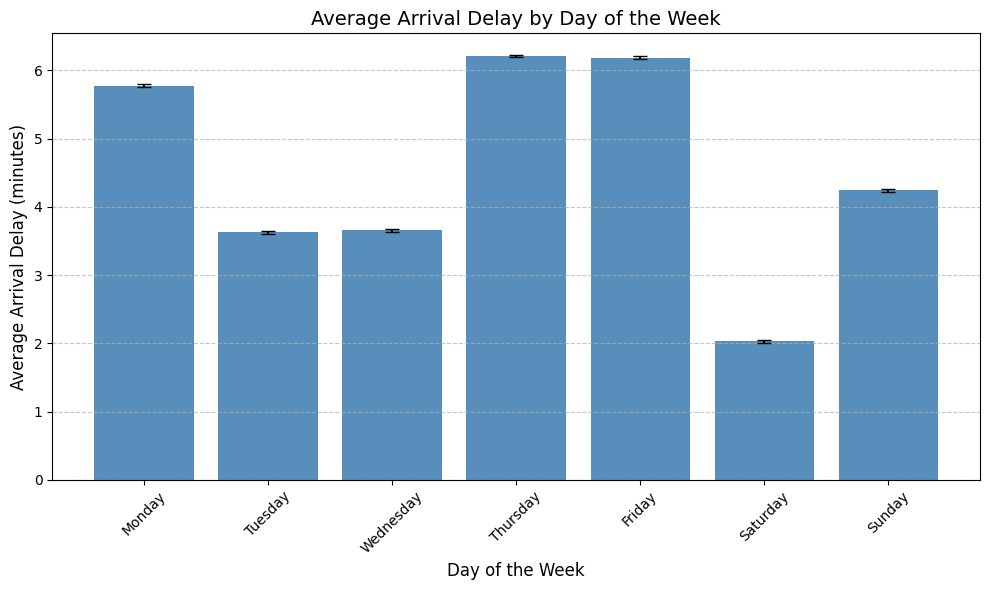 Average Arrival Delay by Day of the Week
Average Arrival Delay (minutes)
6
5
4
3
2
1
0
Monday
Tuesday
Wednesday
Thursday
Friday
Saturday
Sunday
Day of the Week